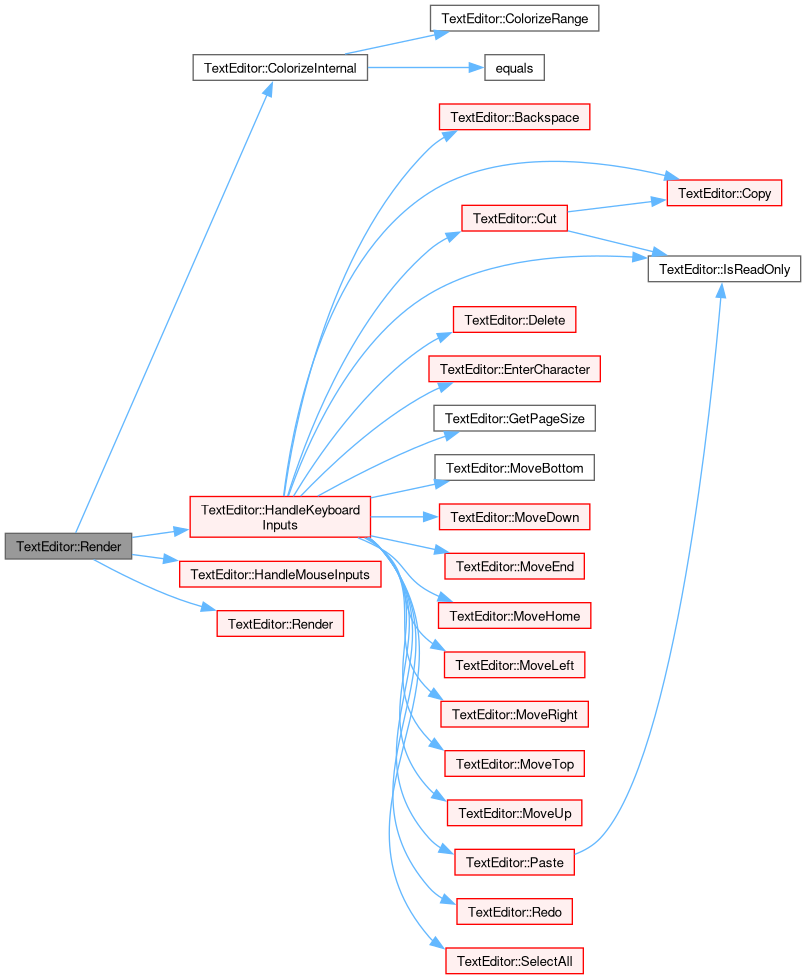 TextEditor::ColorizeRange
TextEditor::ColorizeInternal
equals
TextEditor::Backspace
TextEditor::Copy
TextEditor::Cut
TextEditor::IsReadOnly
TextEditor::Delete
TextEditor::EnterCharacter
TextEditor::GetPageSize
TextEditor::MoveBottom
TextEditor::HandleKeyboard
Inputs
TextEditor::MoveDown
TextEditor::Render
TextEditor::MoveEnd
TextEditor::HandleMouseInputs
TextEditor::MoveHome
TextEditor::Render
TextEditor::MoveLeft
TextEditor::MoveRight
TextEditor::MoveTop
TextEditor::MoveUp
TextEditor::Paste
TextEditor::Redo
TextEditor::SelectAll